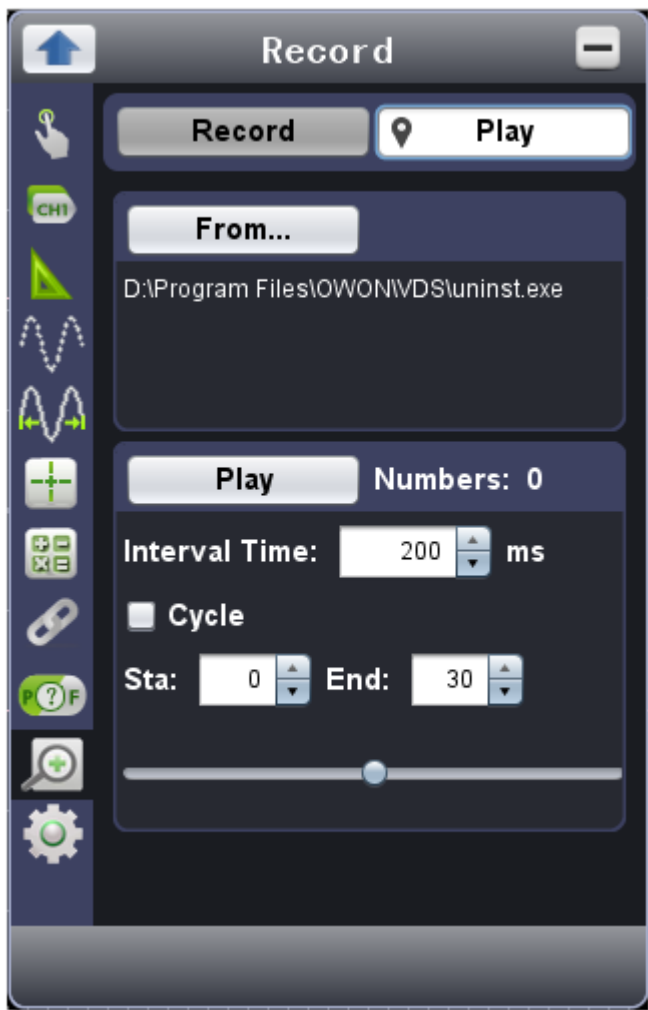 Record
Record Play
CH1
From...
D:\Program Files\OWON\VDS\uninst.exe
Play Numbers: 0
Interval Time: 200 ms
Cycle
Sta: 0 End: 30
P?F